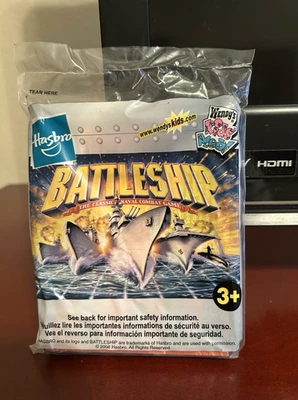 TEAR HERE
www.wendyskids.com
Wendy's
Kids'
Meal
HDMI
Hasbro
BATTLESHIP
THE CLASSIC NAVAL COMBAT GAME
3+
See back for important safety information.
Veuillez lire les importantes informations de sécurité au verso.
Vea el reverso para información importante de seguridad.
HASBRO and its logo and BATTLESHIP are trademarks of Hasbro and are used with permission.
Hasbro. All Rights Reserved.